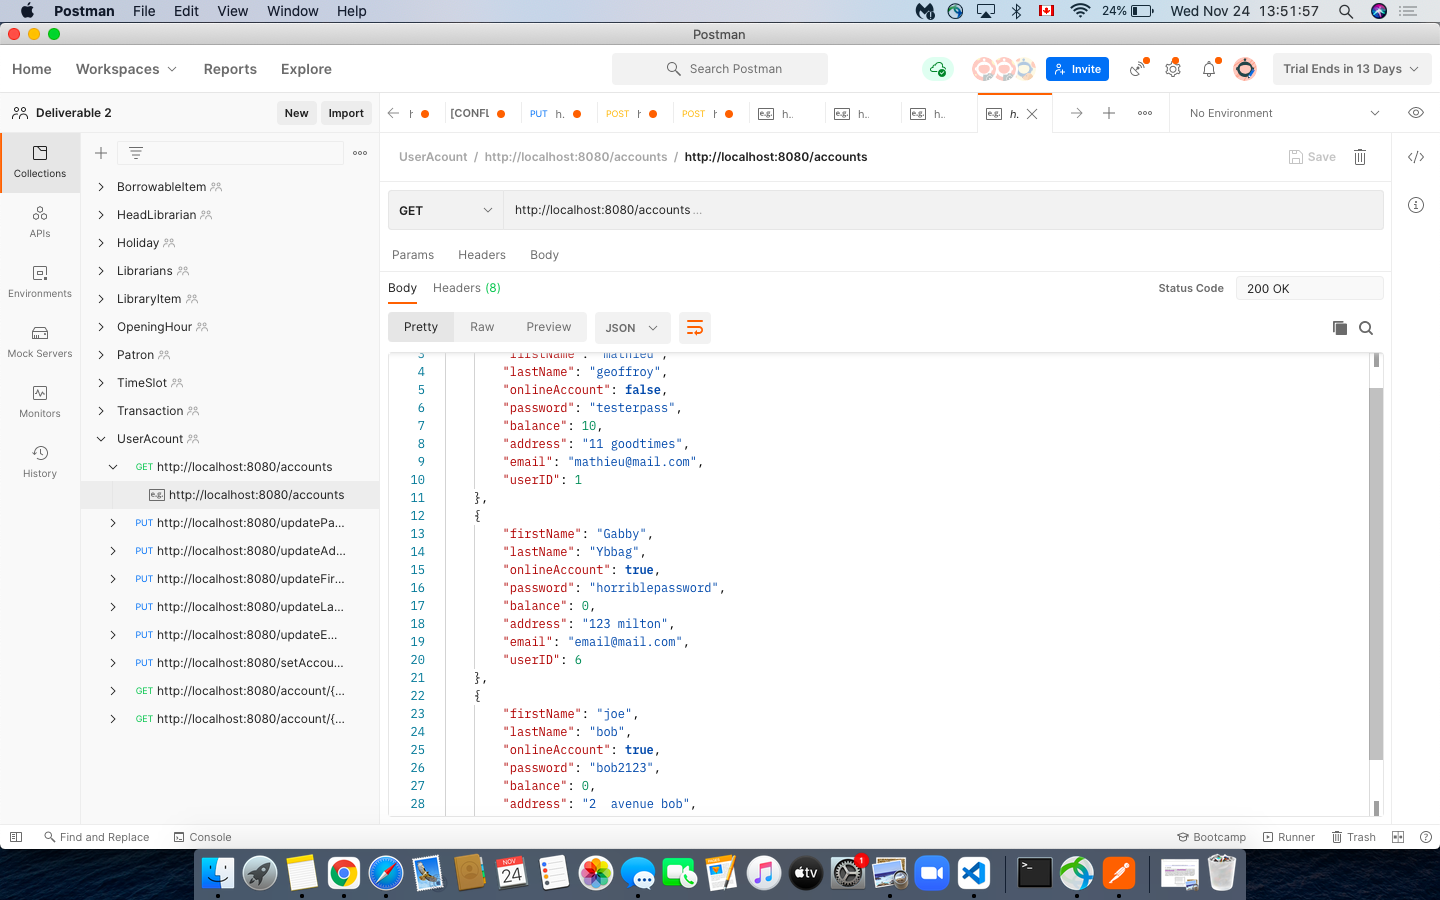 Postman File Edit View Window Help 24% Wed Nov 24 13:51:57
Postman
Home Workspaces Reports Explore Search Postman Invite Trial Ends in 13 Days
Deliverable 2 New Import [CONFL PUT h. POST h POST h e.g. h.. e.g. h.. e.g. h.. e.g. h. No Environment
UserAcount / http://localhost:8080/accounts / http://localhost:8080/accounts Save
Collections
APIs
Environments
Mock Servers
Monitors
History
BorrowableItem
HeadLibrarian
Holiday
Librarians
LibraryItem
OpeningHour
Patron
TimeSlot
Transaction
UserAcount
GET http://localhost:8080/accounts
e.g. http://localhost:8080/accounts
PUT http://localhost:8080/updatePa...
PUT http://localhost:8080/updateAd...
PUT http://localhost:8080/updateFir...
PUT http://localhost:8080/updateLa...
PUT http://localhost:8080/updateE...
PUT http://localhost:8080/setAccou...
GET http://localhost:8080/account/{...
GET http://localhost:8080/account/{...
GET http://localhost:8080/accounts ...
Params Headers Body
Body Headers (8) Status Code 200 OK
Pretty Raw Preview JSON
3 "firstName": "mathieu",
4 "lastName": "geoffroy",
5 "onlineAccount": false,
6 "password": "testerpass",
7 "balance": 10,
8 "address": "11 goodtimes",
9 "email": "mathieu@mail.com",
10 "userID": 1
11 },
12 {
13 "firstName": "Gabby",
14 "lastName": "Ybbag",
15 "onlineAccount": true,
16 "password": "horriblepassword",
17 "balance": 0,
18 "address": "123 milton",
19 "email": "email@mail.com",
20 "userID": 6
21 },
22 {
23 "firstName": "joe",
24 "lastName": "bob",
25 "onlineAccount": true,
26 "password": "bob2123",
27 "balance": 0,
28 "address": "2  avenue bob",
Find and Replace Console Bootcamp Runner Trash
NOV
24
tv
1